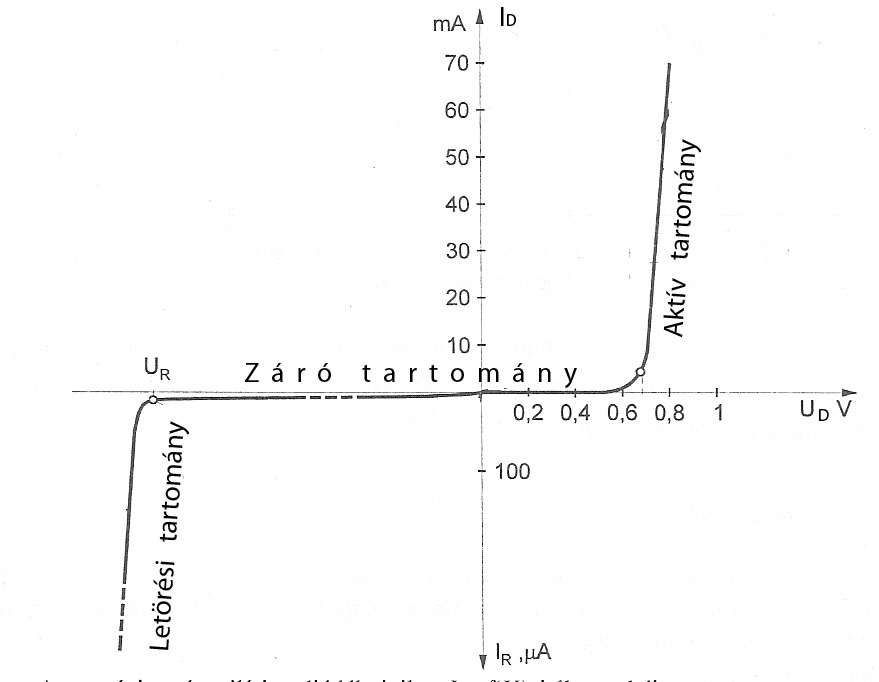 mA
I_D
70
60
50
40
30
20
10
Aktív tartomány
U_R
Záró tartomány
0,2 0,4 0,6 0,8 1
U_D V
100
Letörési tartomány
I_R ,µA